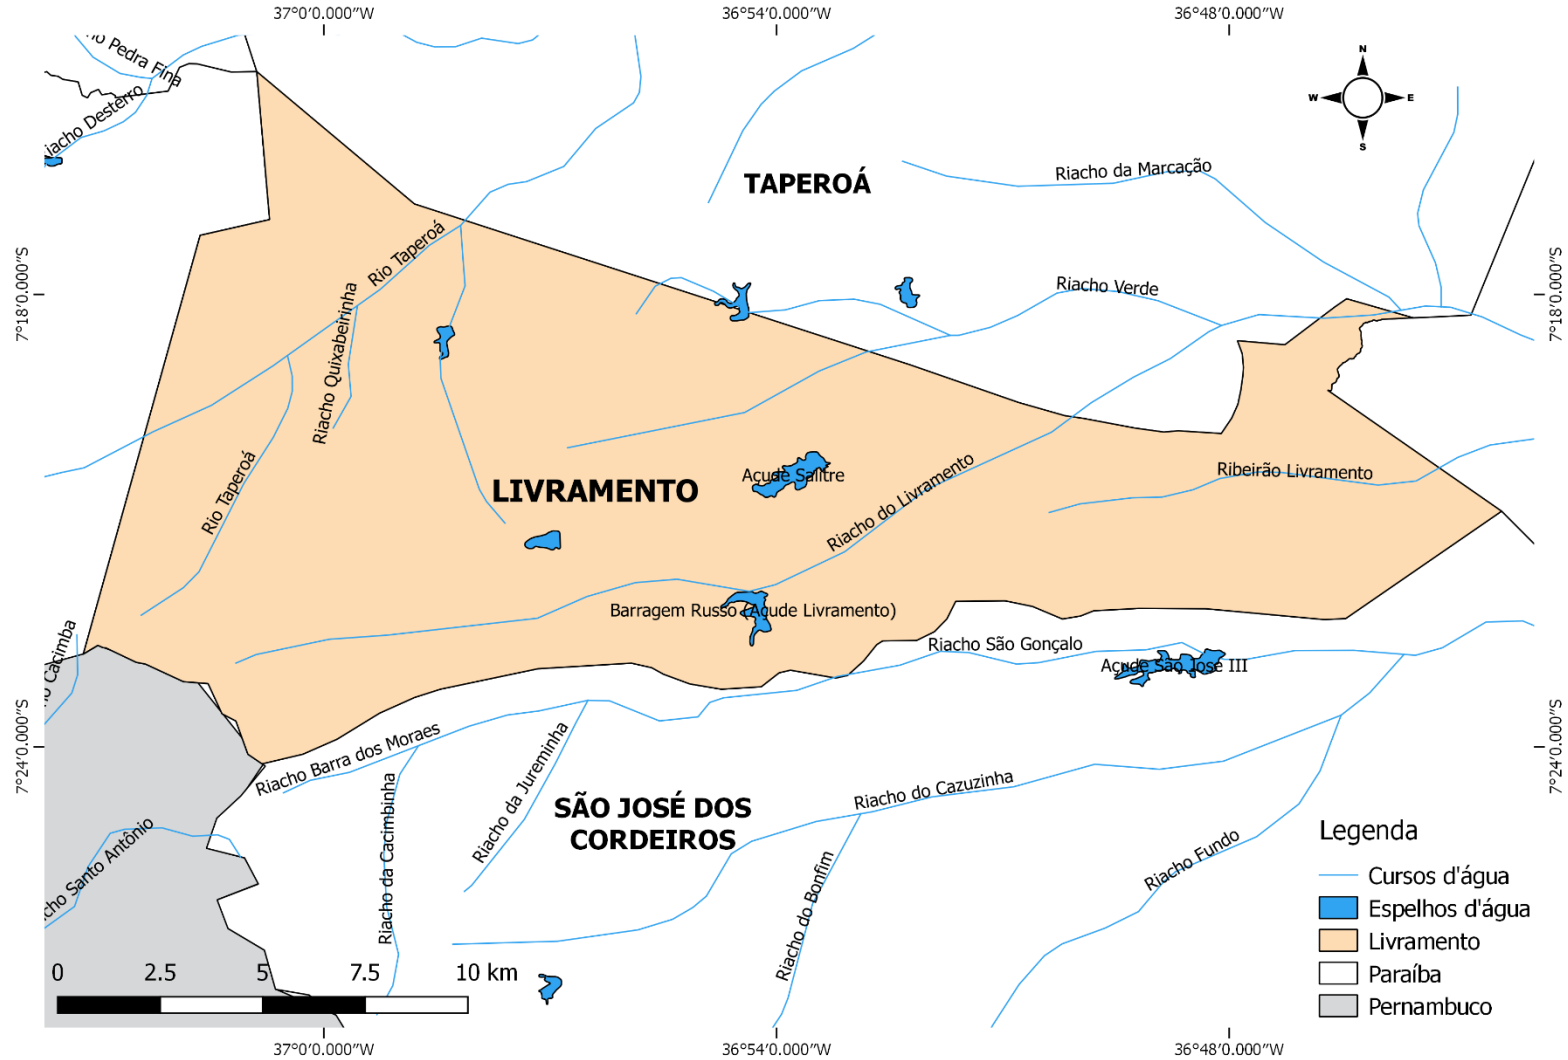 37°0′0.000″W
36°54′0.000″W
36°48′0.000″W
Pedra Fina
Desterro
N
W
E
S
TAPEROÁ
Riacho da Marcação
Rio Taperoá
7°18′0.000″S
7°18′0.000″S
Riacho Verde
Riacho Quixabeirinha
Rio Taperoá
LIVRAMENTO
Açude Salitre
Riacho do Livramento
Ribeirão Livramento
Barragem Russo (Açude Livramento)
Cacimba
Riacho São Gonçalo
Açude São José III
7°24′0.000″S
7°24′0.000″S
Riacho Barra dos Moraes
Riacho da Jureminha
Riacho da Cacimbinha
SÃO JOSÉ DOS
CORDEIROS
Riacho do Cazuzinha
Riacho do Bonfim
Riacho Fundo
Santo Antônio
Legenda
Cursos d'água
Espelhos d'água
Livramento
Paraíba
Pernambuco
0 2.5 5 7.5 10 km
37°0′0.000″W
36°54′0.000″W
36°48′0.000″W